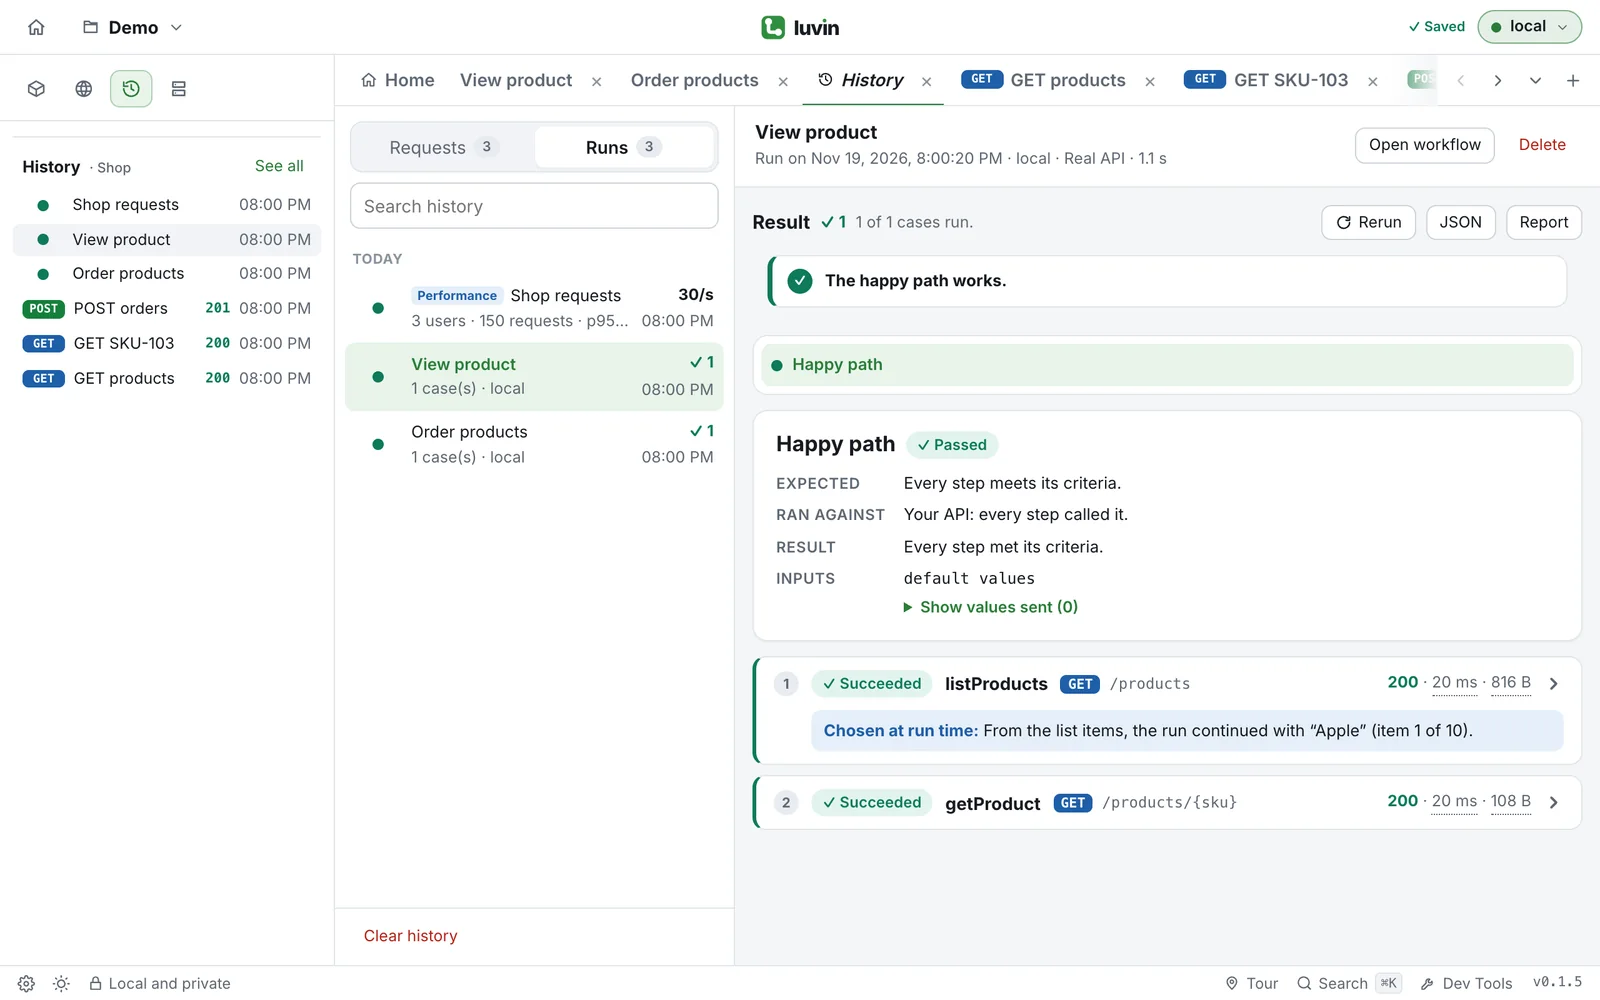 Demo
luvin
Saved
local
Home
View product
Order products
History
GET GET products
GET GET SKU-103
POS
History · Shop
See all
Shop requests 08:00 PM
View product 08:00 PM
Order products 08:00 PM
POST POST orders 201 08:00 PM
GET GET SKU-103 200 08:00 PM
GET GET products 200 08:00 PM
Requests 3
Runs 3
Search history
TODAY
Performance Shop requests 30/s
3 users · 150 requests · p95... 08:00 PM
View product ✓ 1
1 case(s) · local 08:00 PM
Order products ✓ 1
1 case(s) · local 08:00 PM
Clear history
View product
Run on Nov 19, 2026, 8:00:20 PM · local · Real API · 1.1 s
Open workflow
Delete
Result ✓ 1 1 of 1 cases run.
Rerun
JSON
Report
The happy path works.
Happy path
Happy path ✓ Passed
EXPECTED Every step meets its criteria.
RAN AGAINST Your API: every step called it.
RESULT Every step met its criteria.
INPUTS default values
Show values sent (0)
1 ✓ Succeeded listProducts GET /products 200 · 20 ms · 816 B
Chosen at run time: From the list items, the run continued with “Apple” (item 1 of 10).
2 ✓ Succeeded getProduct GET /products/{sku} 200 · 20 ms · 108 B
Local and private
Tour
Search ⌘K
Dev Tools
v0.1.5